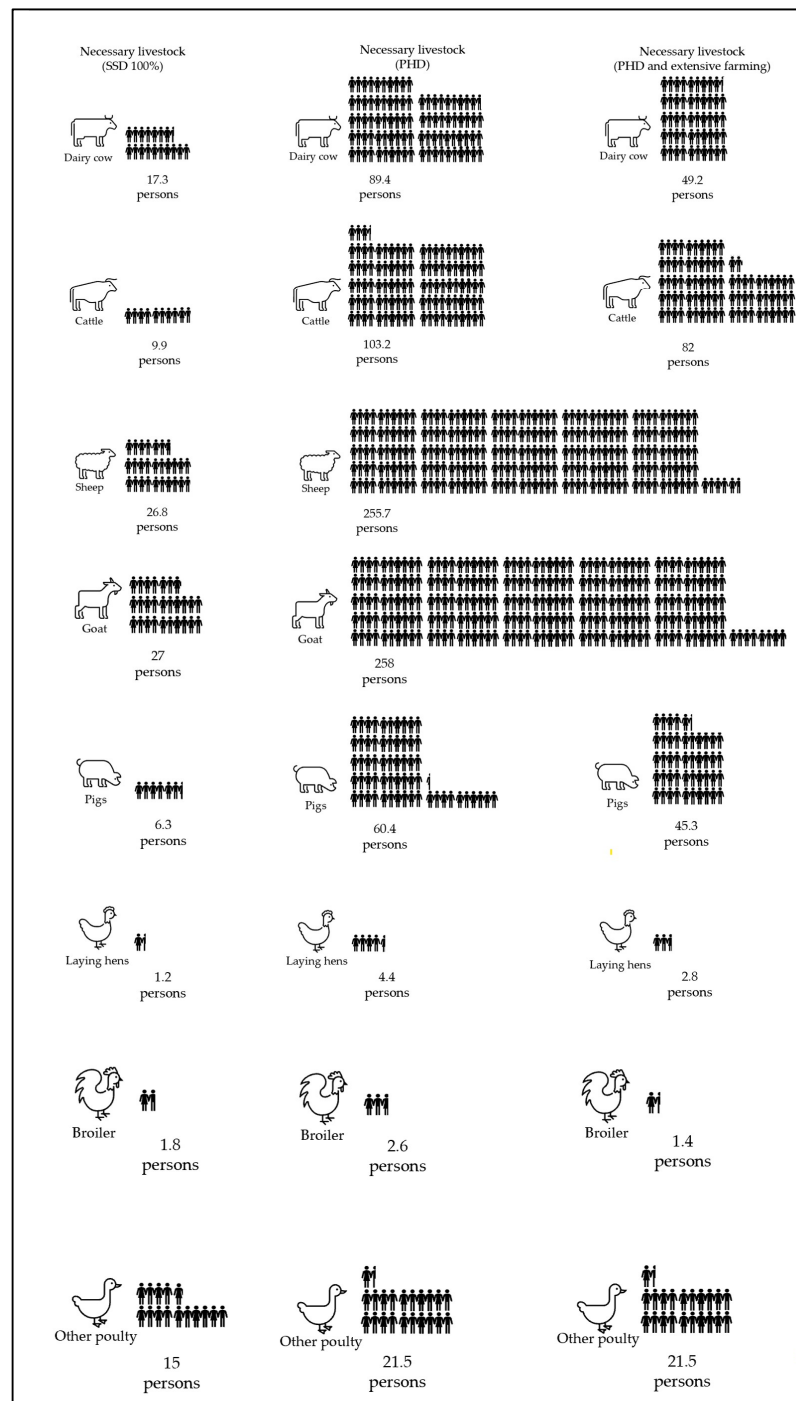 Necessary livestock
(SSD 100%)
Necessary livestock
(PHD)
Necessary livestock
(PHD and extensive farming)
Dairy cow
17.3
persons
Dairy cow
89.4
persons
Dairy cow
49.2
persons
Cattle
9.9
persons
Cattle
103.2
persons
Cattle
82
persons
Sheep
26.8
persons
Sheep
255.7
persons
Goat
27
persons
Goat
258
persons
Pigs
6.3
persons
Pigs
60.4
persons
Pigs
45.3
persons
Laying hens
1.2
persons
Laying hens
4.4
persons
Laying hens
2.8
persons
Broiler
1.8
persons
Broiler
2.6
persons
Broiler
1.4
persons
Other poulty
15
persons
Other poulty
21.5
persons
Other poulty
21.5
persons